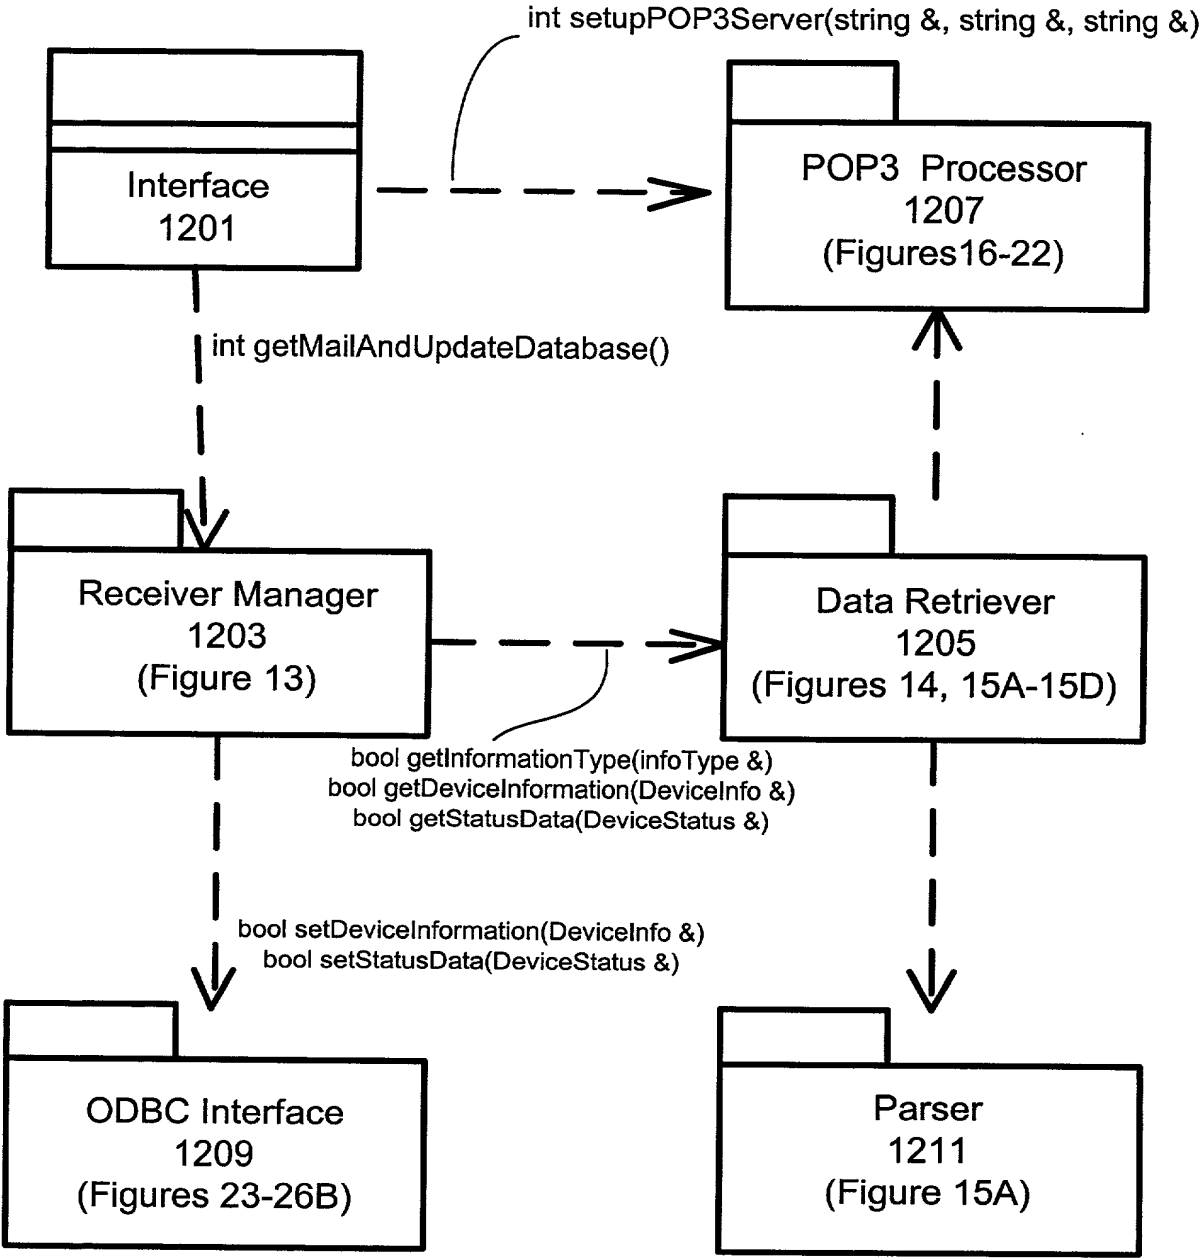 int setupPOP3Server(string &, string &, string &)
Interface
1201
POP3 Processor
1207
(Figures16-22)
int getMailAndUpdateDatabase()
Receiver Manager
1203
(Figure 13)
Data Retriever
1205
(Figures 14, 15A-15D)
bool getInformationType(infoType &)
bool getDeviceInformation(DeviceInfo &)
bool getStatusData(DeviceStatus &)
bool setDeviceInformation(DeviceInfo &)
bool setStatusData(DeviceStatus &)
ODBC Interface
1209
(Figures 23-26B)
Parser
1211
(Figure 15A)